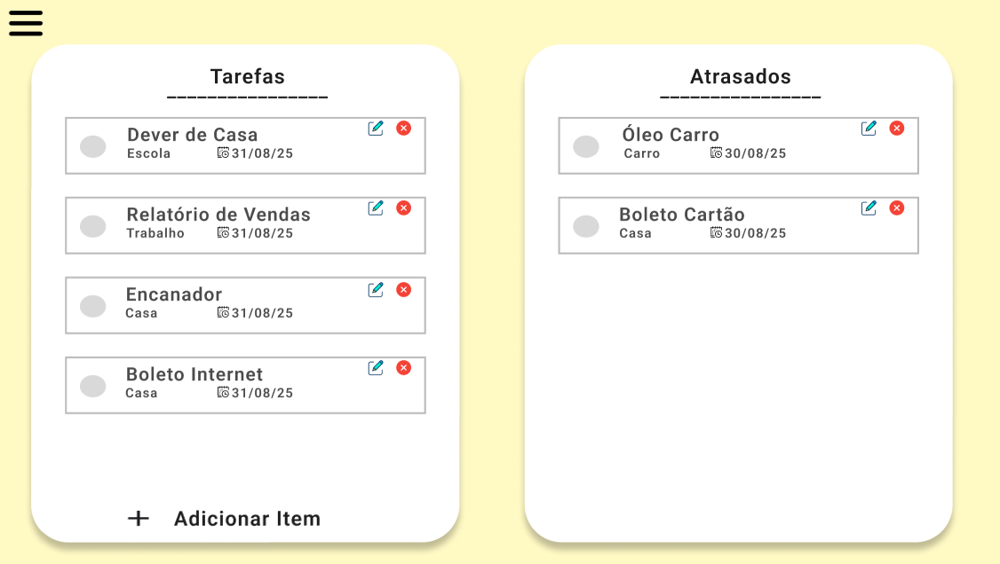 Tarefas
________________
Dever de Casa
Escola 31/08/25
Relatório de Vendas
Trabalho 31/08/25
Encanador
Casa 31/08/25
Boleto Internet
Casa 31/08/25
+ Adicionar Item
Atrasados
________________
Óleo Carro
Carro 30/08/25
Boleto Cartão
Casa 30/08/25